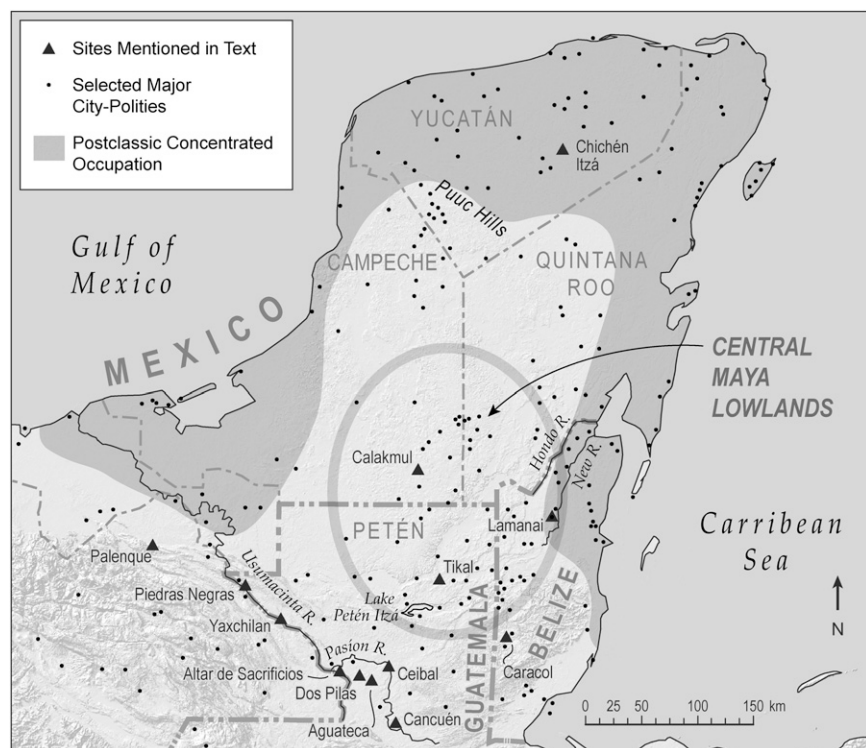 Sites Mentioned in Text
Selected Major
City-Polities
Postclassic Concentrated
Occupation
YUCATÁN
Chichén
Itzá
Puuc Hills
Gulf of
Mexico
CAMPECHE
QUINTANA
ROO
MEXICO
CENTRAL
MAYA
LOWLANDS
Hondo R.
New R.
Calakmul
PETÉN
Lamanai
Carribean
Sea
Palenque
Tikal
Usumacinta R.
Piedras Negras
Lake
Petén Itzá
GUATEMALA
BELIZE
N
Yaxchilan
Pasíon R.
Altar de Sacrificios
Ceibal
Caracol
Dos Pilas
Aguateca
Cancuén
0 25 50 100 150 km